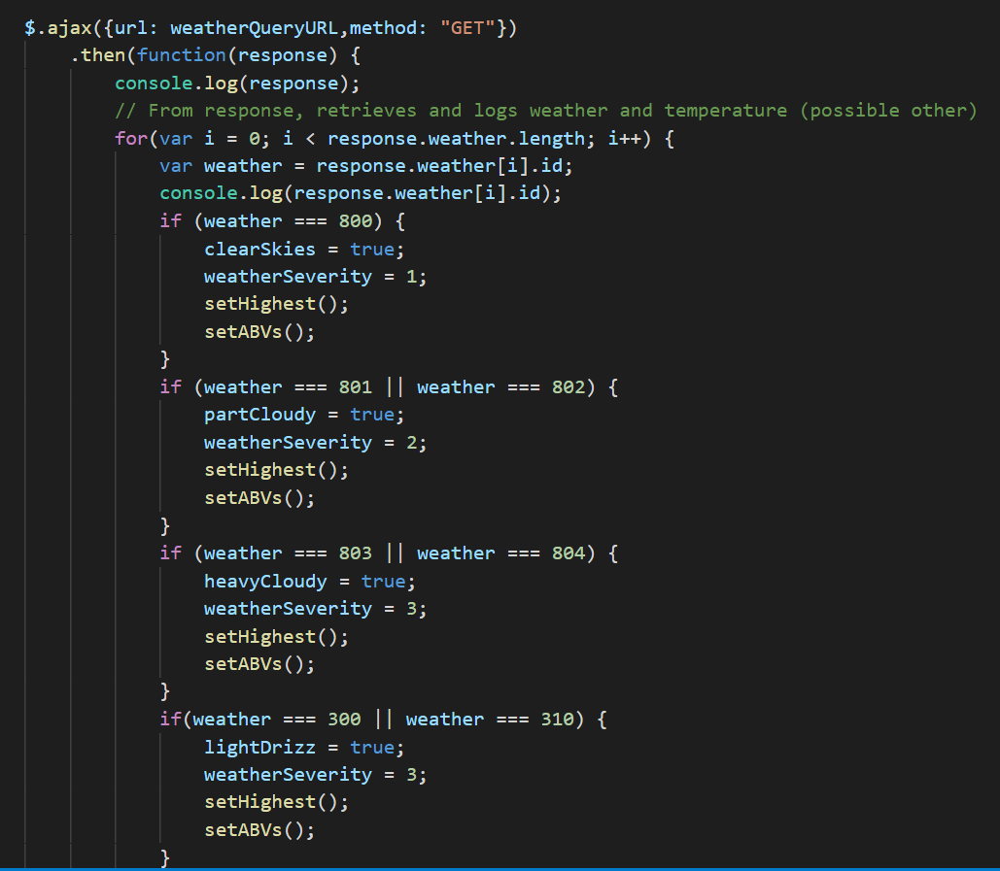 $.ajax({url: weatherQueryURL,method: "GET"})
    .then(function(response) {
        console.log(response);
        // From response, retrieves and logs weather and temperature (possible other)
        for(var i = 0; i < response.weather.length; i++) {
            var weather = response.weather[i].id;
            console.log(response.weather[i].id);
            if (weather === 800) {
                clearSkies = true;
                weatherSeverity = 1;
                setHighest();
                setABVs();
            }
            if (weather === 801 || weather === 802) {
                partCloudy = true;
                weatherSeverity = 2;
                setHighest();
                setABVs();
            }
            if (weather === 803 || weather === 804) {
                heavyCloudy = true;
                weatherSeverity = 3;
                setHighest();
                setABVs();
            }
            if(weather === 300 || weather === 310) {
                lightDrizz = true;
                weatherSeverity = 3;
                setHighest();
                setABVs();
            }